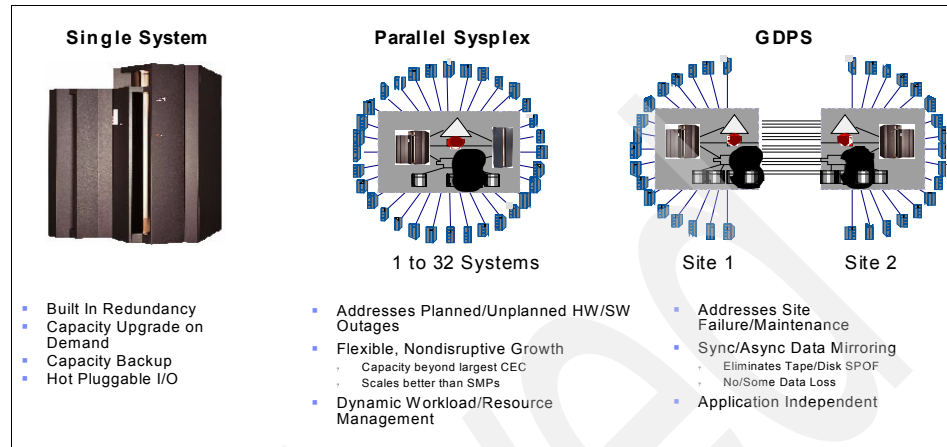 Single System
Built In Redundancy
Capacity Upgrade on
Demand
Capacity Backup
Hot Pluggable I/O
Parallel Sysplex
1 to 32 Systems
Addresses Planned/Unplanned HW/SW
Outages
Flexible, Nondisruptive Growth
Capacity beyond largest CEC
Scales better than SMPs
Dynamic Workload/Resource
Management
GDPS
Site 1
Site 2
Addresses Site
Failure/Maintenance
Sync/Async Data Mirroring
Eliminates Tape/Disk SPOF
No/Some Data Loss
Application Independent